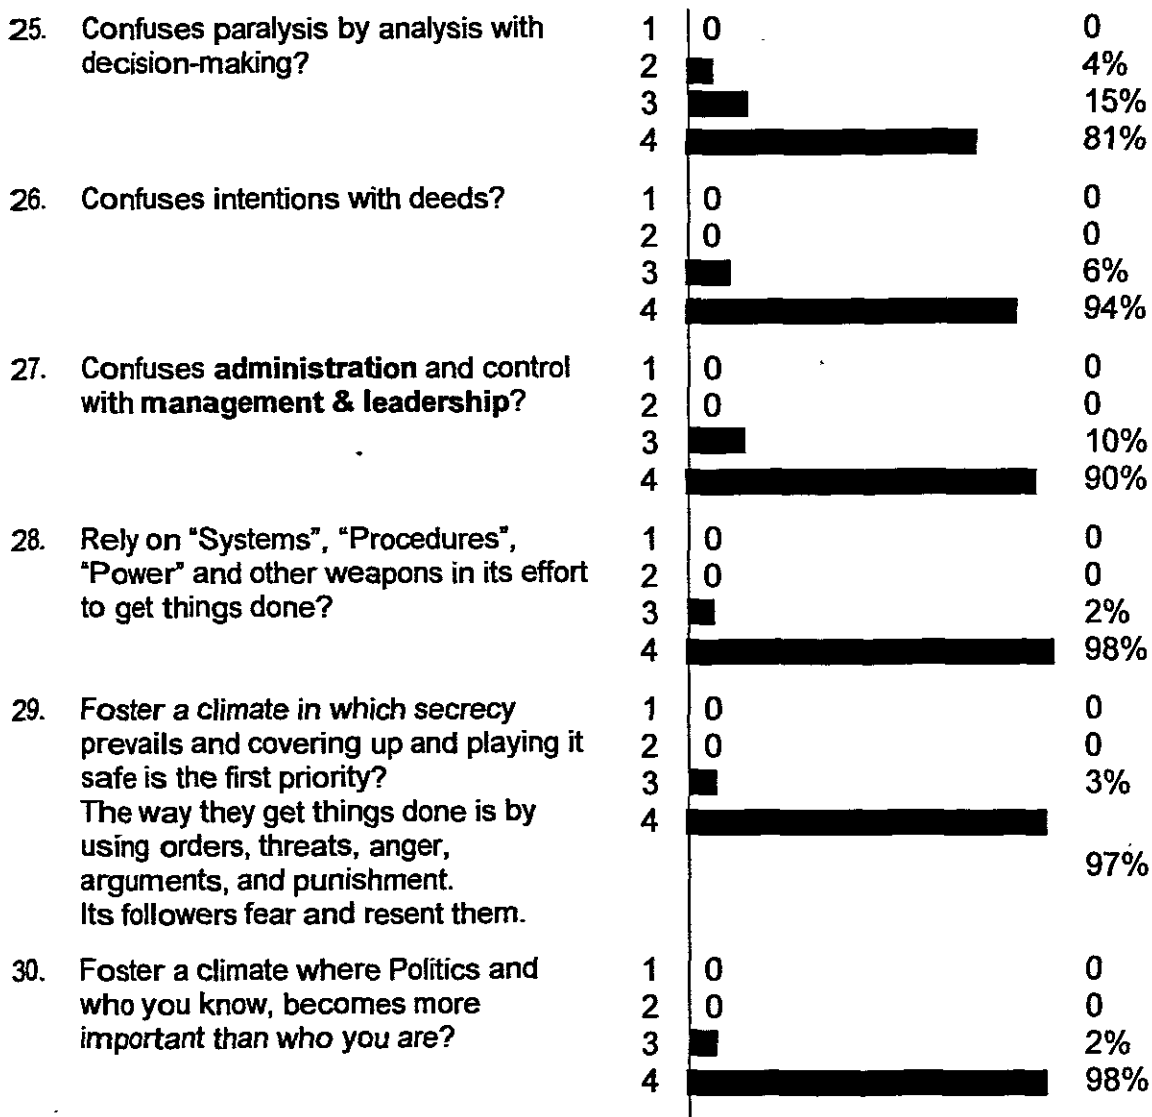 25. Confuses paralysis by analysis with 1 0 0
decision-making? 2 4%
3 15%
4 81%
26. Confuses intentions with deeds? 1 0 0
2 0 0
3 6%
4 94%
27. Confuses administration and control 1 0 0
with management & leadership? 2 0 0
3 10%
4 90%
28. Rely on "Systems", "Procedures", 1 0 0
"Power" and other weapons in its effort 2 0 0
to get things done? 3 2%
4 98%
29. Foster a climate in which secrecy 1 0 0
prevails and covering up and playing it 2 0 0
safe is the first priority? 3 3%
The way they get things done is by 4
using orders, threats, anger,
arguments, and punishment. 97%
Its followers fear and resent them.
30. Foster a climate where Politics and 1 0 0
who you know, becomes more 2 0 0
important than who you are? 3 2%
4 98%